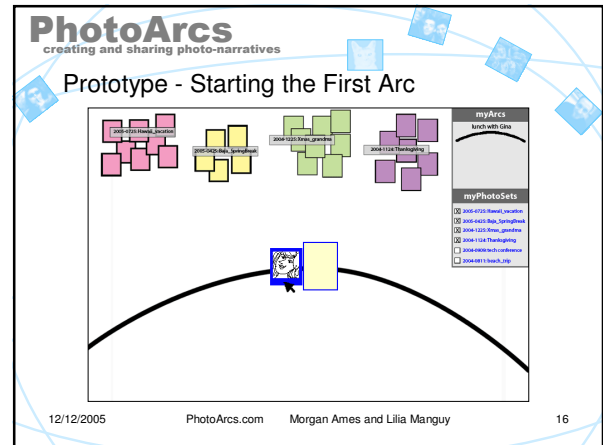 PhotoArcs
creating and sharing photo-narratives
Prototype - Starting the First Arc
2005-0725: Hawaii_vacation
2005-0425: Baja_SpringBreak
2004-1225: Xmas_grandma
2004-1124: Thanksgiving
myArcs
lunch with Gina
myPhotoSets
X 2005-0725: Hawaii_vacation
X 2005-0425: Baja_SpringBreak
X 2004-1225: Xmas_grandma
X 2004-1124: Thanksgiving
2004-0909: tech conference
2004-0811: beach_trip
12/12/2005 PhotoArcs.com Morgan Ames and Lilia Manguy 16